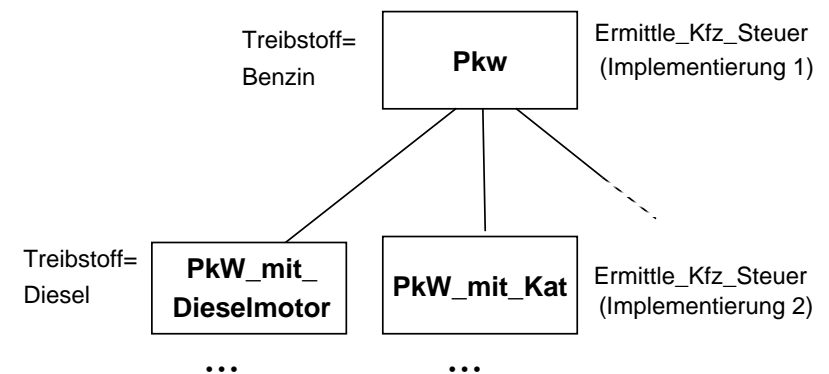 Treibstoff=
Benzin
Pkw
Ermittle_Kfz_Steuer
(Implementierung 1)
Treibstoff=
Diesel
PkW_mit_
Dieselmotor
PkW_mit_Kat
Ermittle_Kfz_Steuer
(Implementierung 2)
...
...